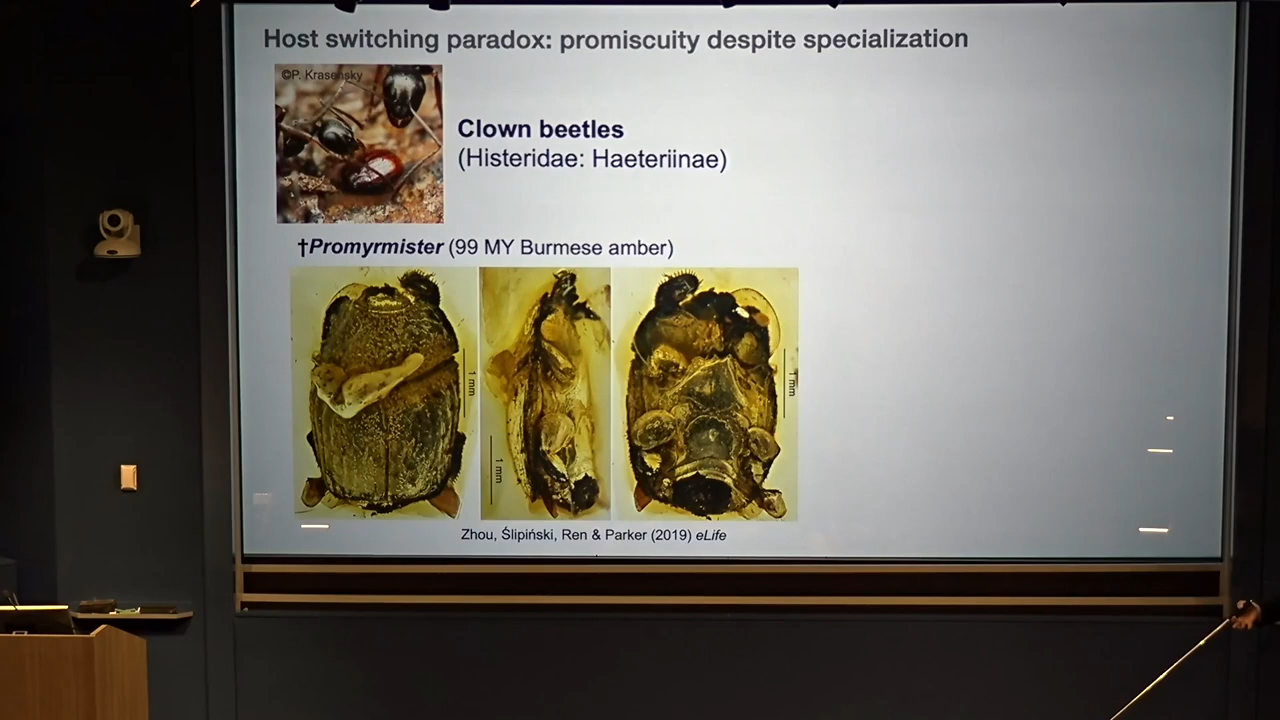 Host switching paradox: promiscuity despite specialization
©P. Krasensky
Clown beetles
(Histeridae: Haeteriinae)
†Promyrmister (99 MY Burmese amber)
1 mm
1 mm
1 mm
Zhou, Ślipiński, Ren & Parker (2019) eLife